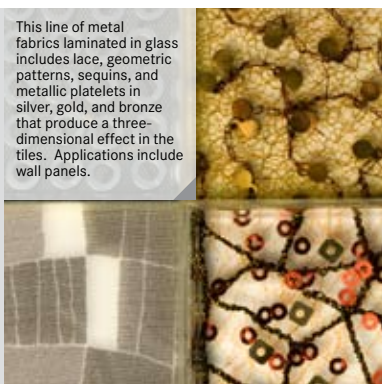 This line of metal
fabrics laminated in glass
includes lace, geometric
patterns, sequins, and
metallic platelets in
silver, gold, and bronze
that produce a three-
dimensional effect in the
tiles.  Applications include
wall panels.